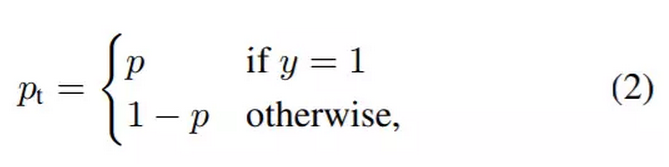 p_t = { p if y = 1
1 − p otherwise, (2)